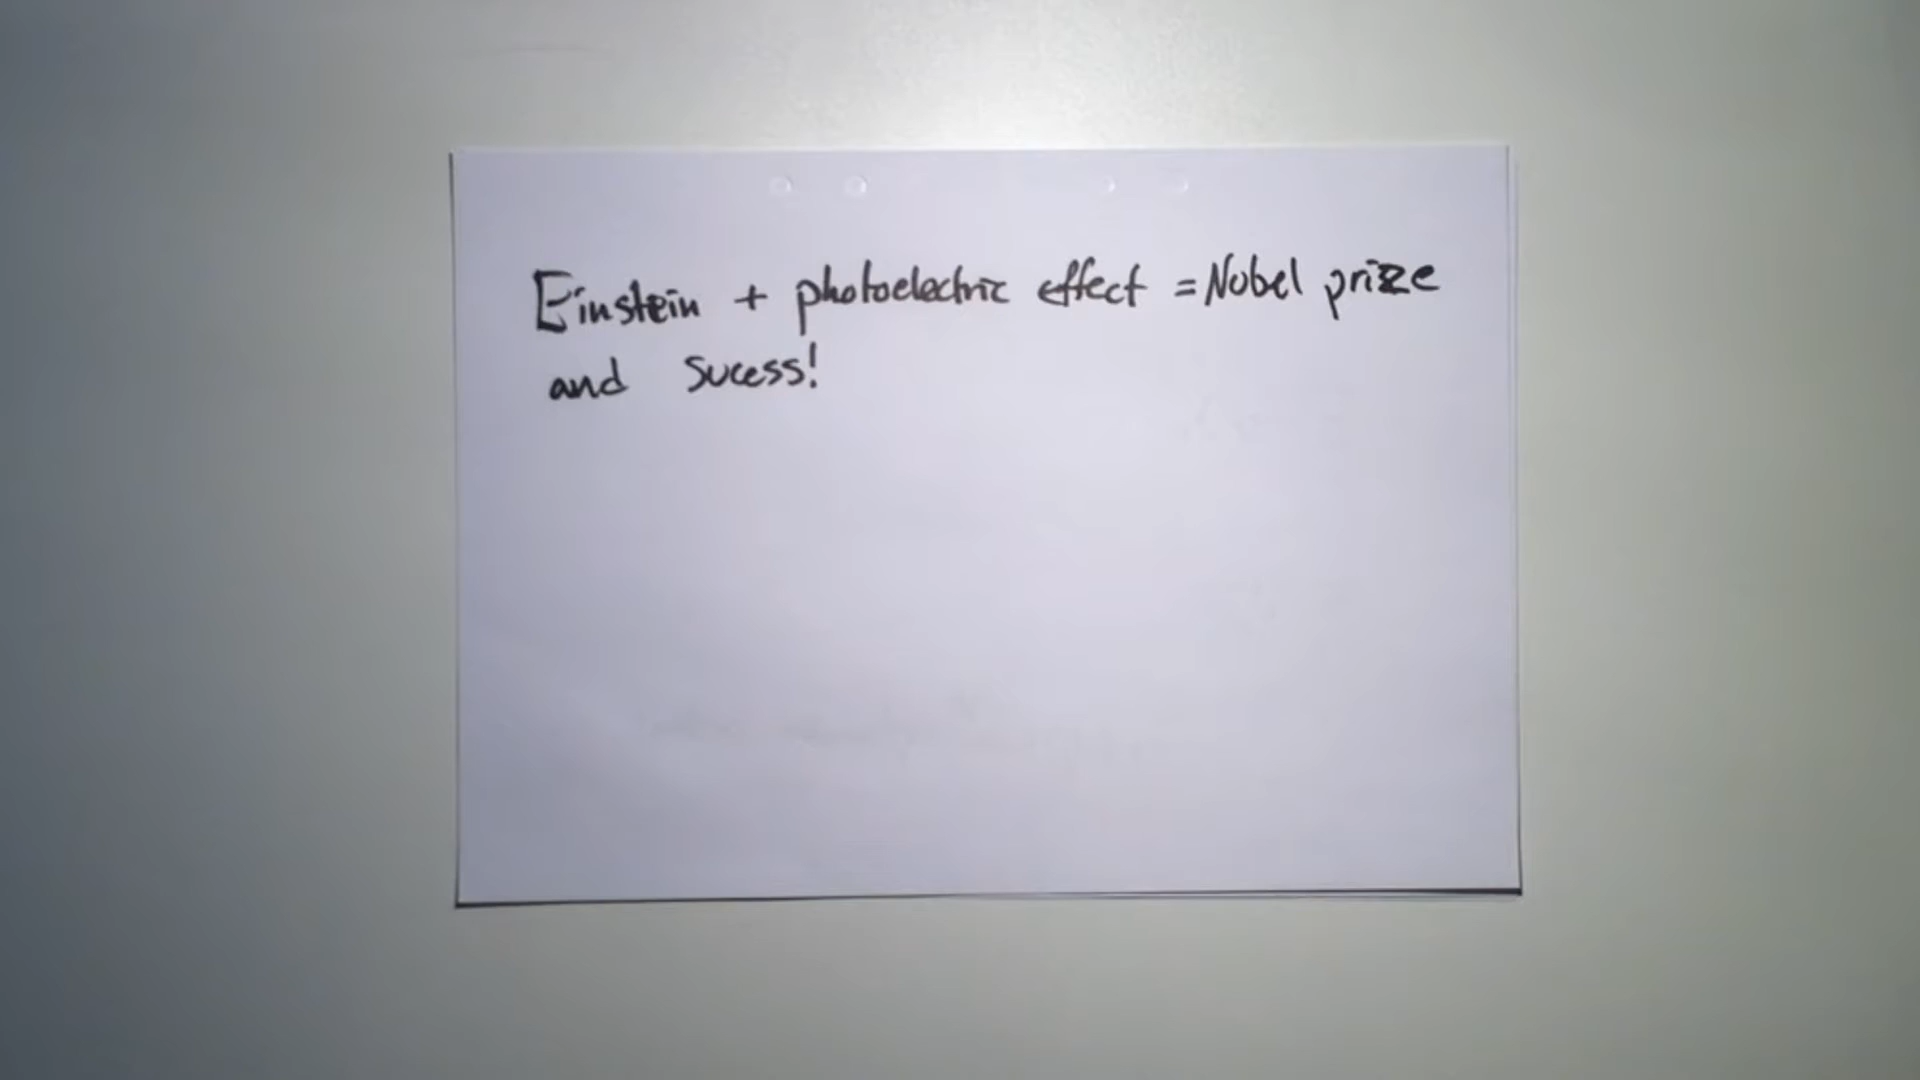 Einstein + photoelectric effect = Nobel prize
and Sucess!